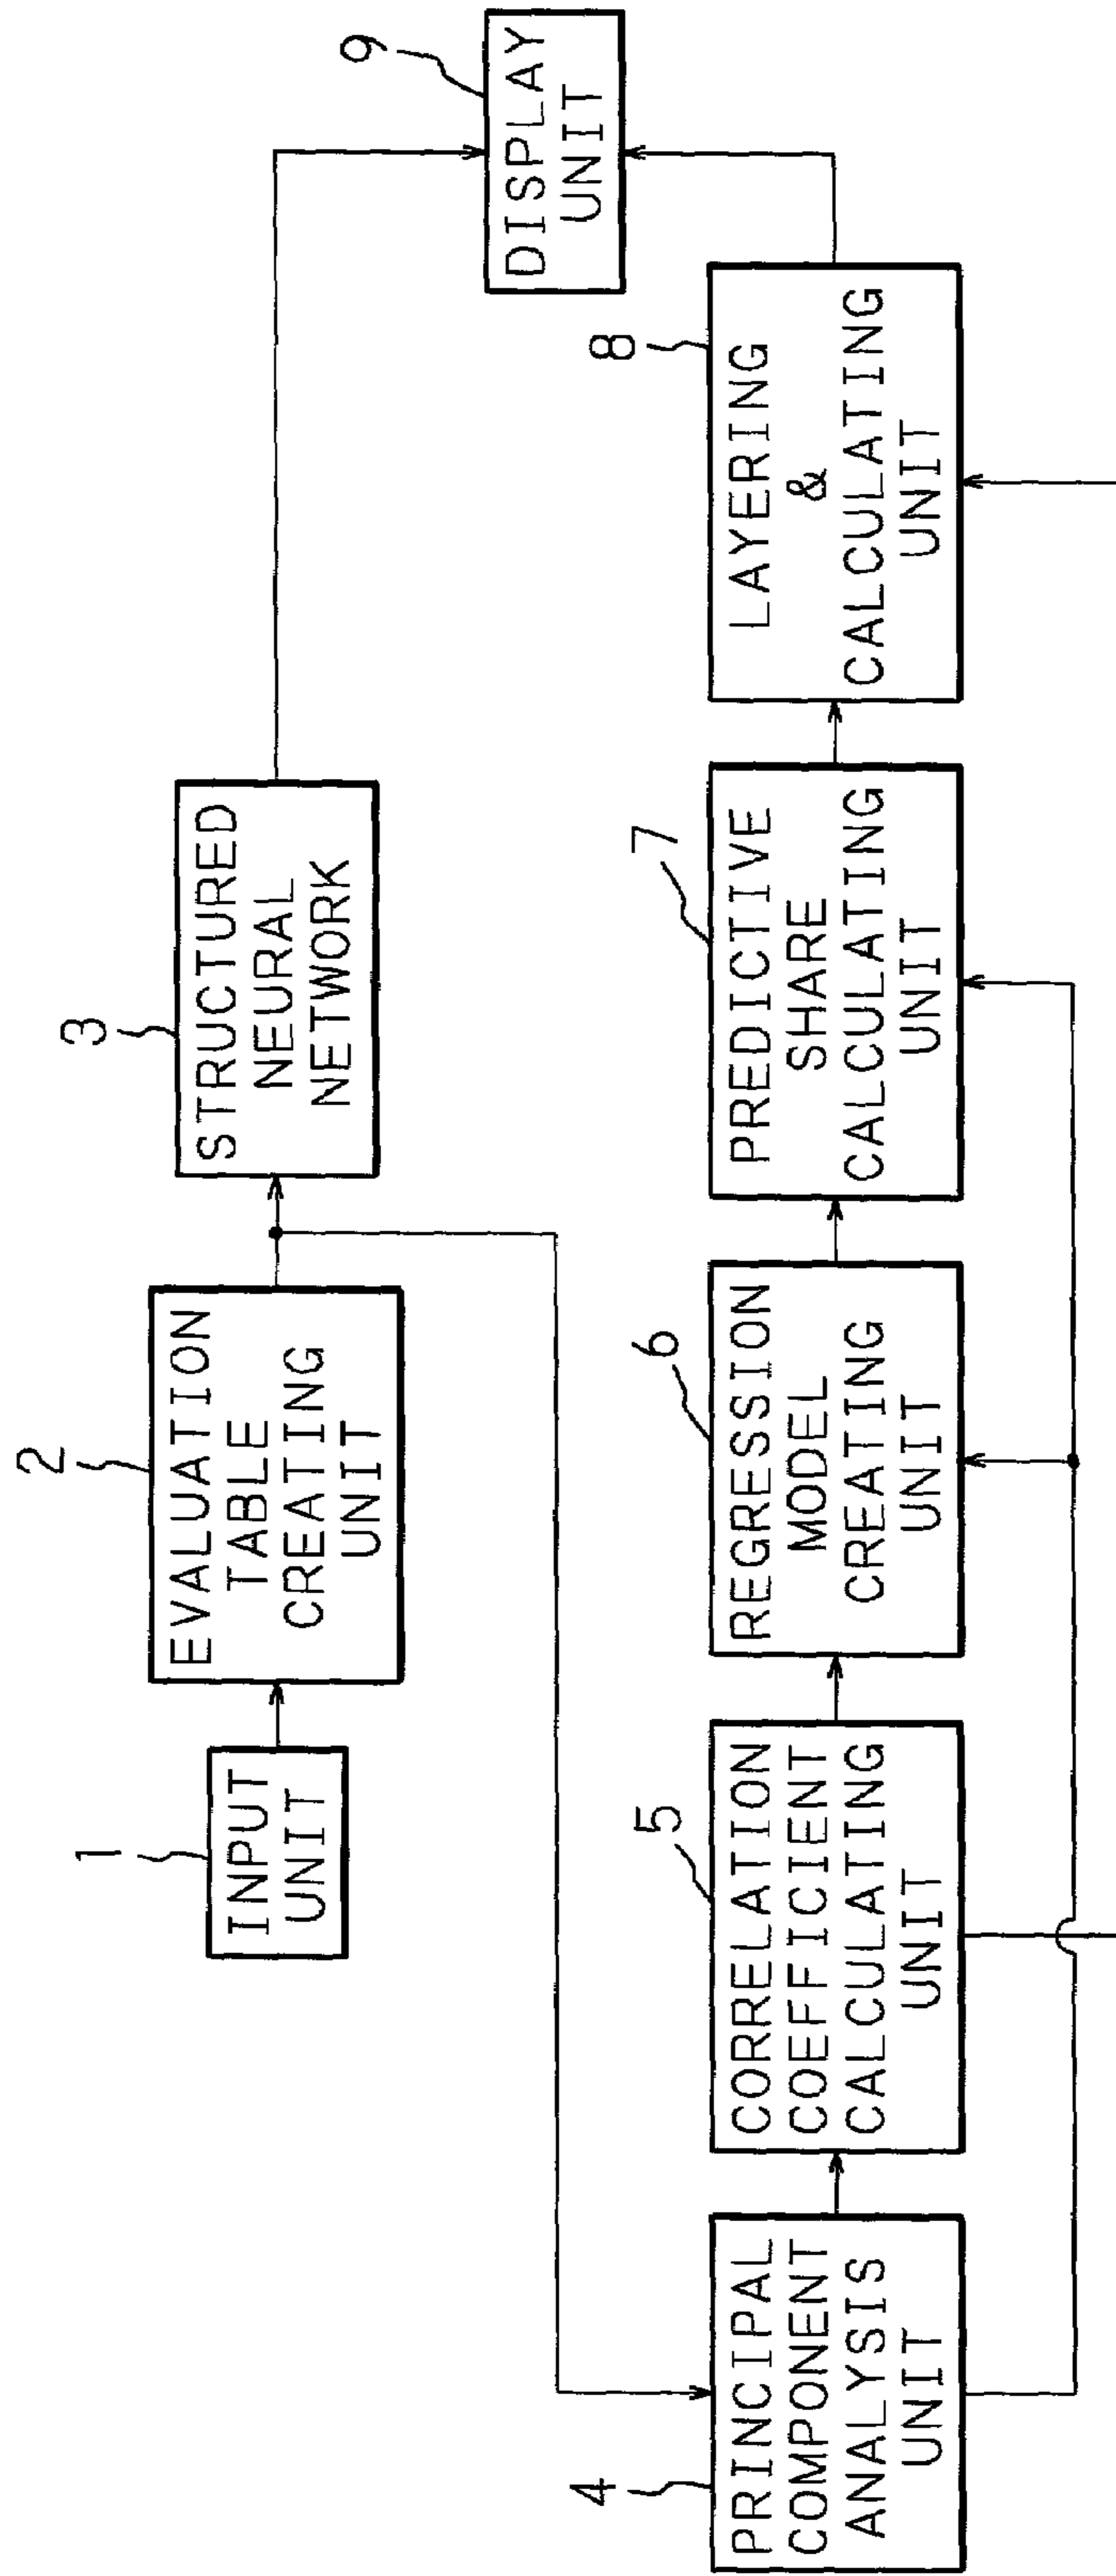 1
INPUT
UNIT
2
EVALUATION
TABLE
CREATING
UNIT
3
STRUCTURED
NEURAL
NETWORK
4
PRINCIPAL
COMPONENT
ANALYSIS
UNIT
5
CORRELATION
COEFFICIENT
CALCULATING
UNIT
6
REGRESSION
MODEL
CREATING
UNIT
7
PREDICTIVE
SHARE
CALCULATING
UNIT
8
LAYERING
&
CALCULATING
UNIT
9
DISPLAY
UNIT